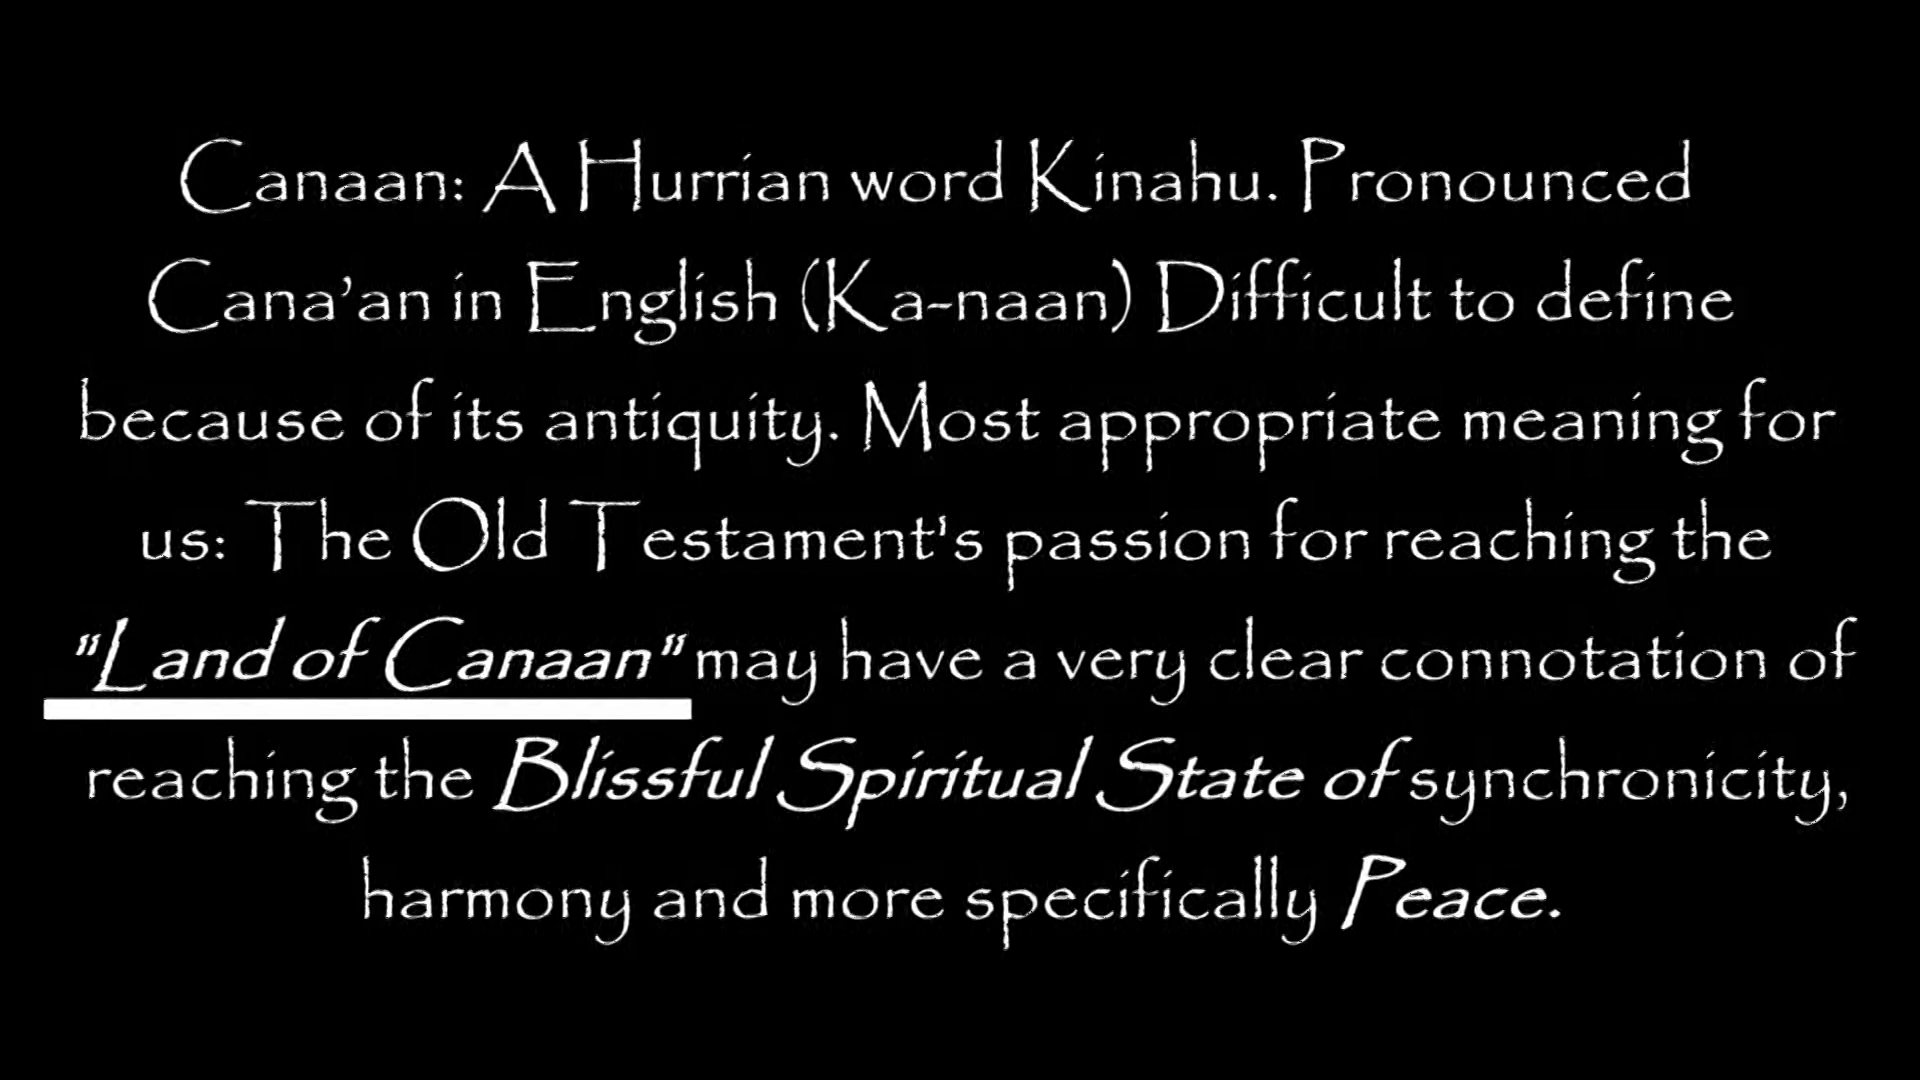 Canaan: A Hurrian word Kinahu. Pronounced
Cana’an in English (Ka-naan) Difficult to define
because of its antiquity. Most appropriate meaning for
us: The Old Testament's passion for reaching the
"Land of Canaan" may have a very clear connotation of
reaching the Blissful Spiritual State of synchronicity,
harmony and more specifically Peace.